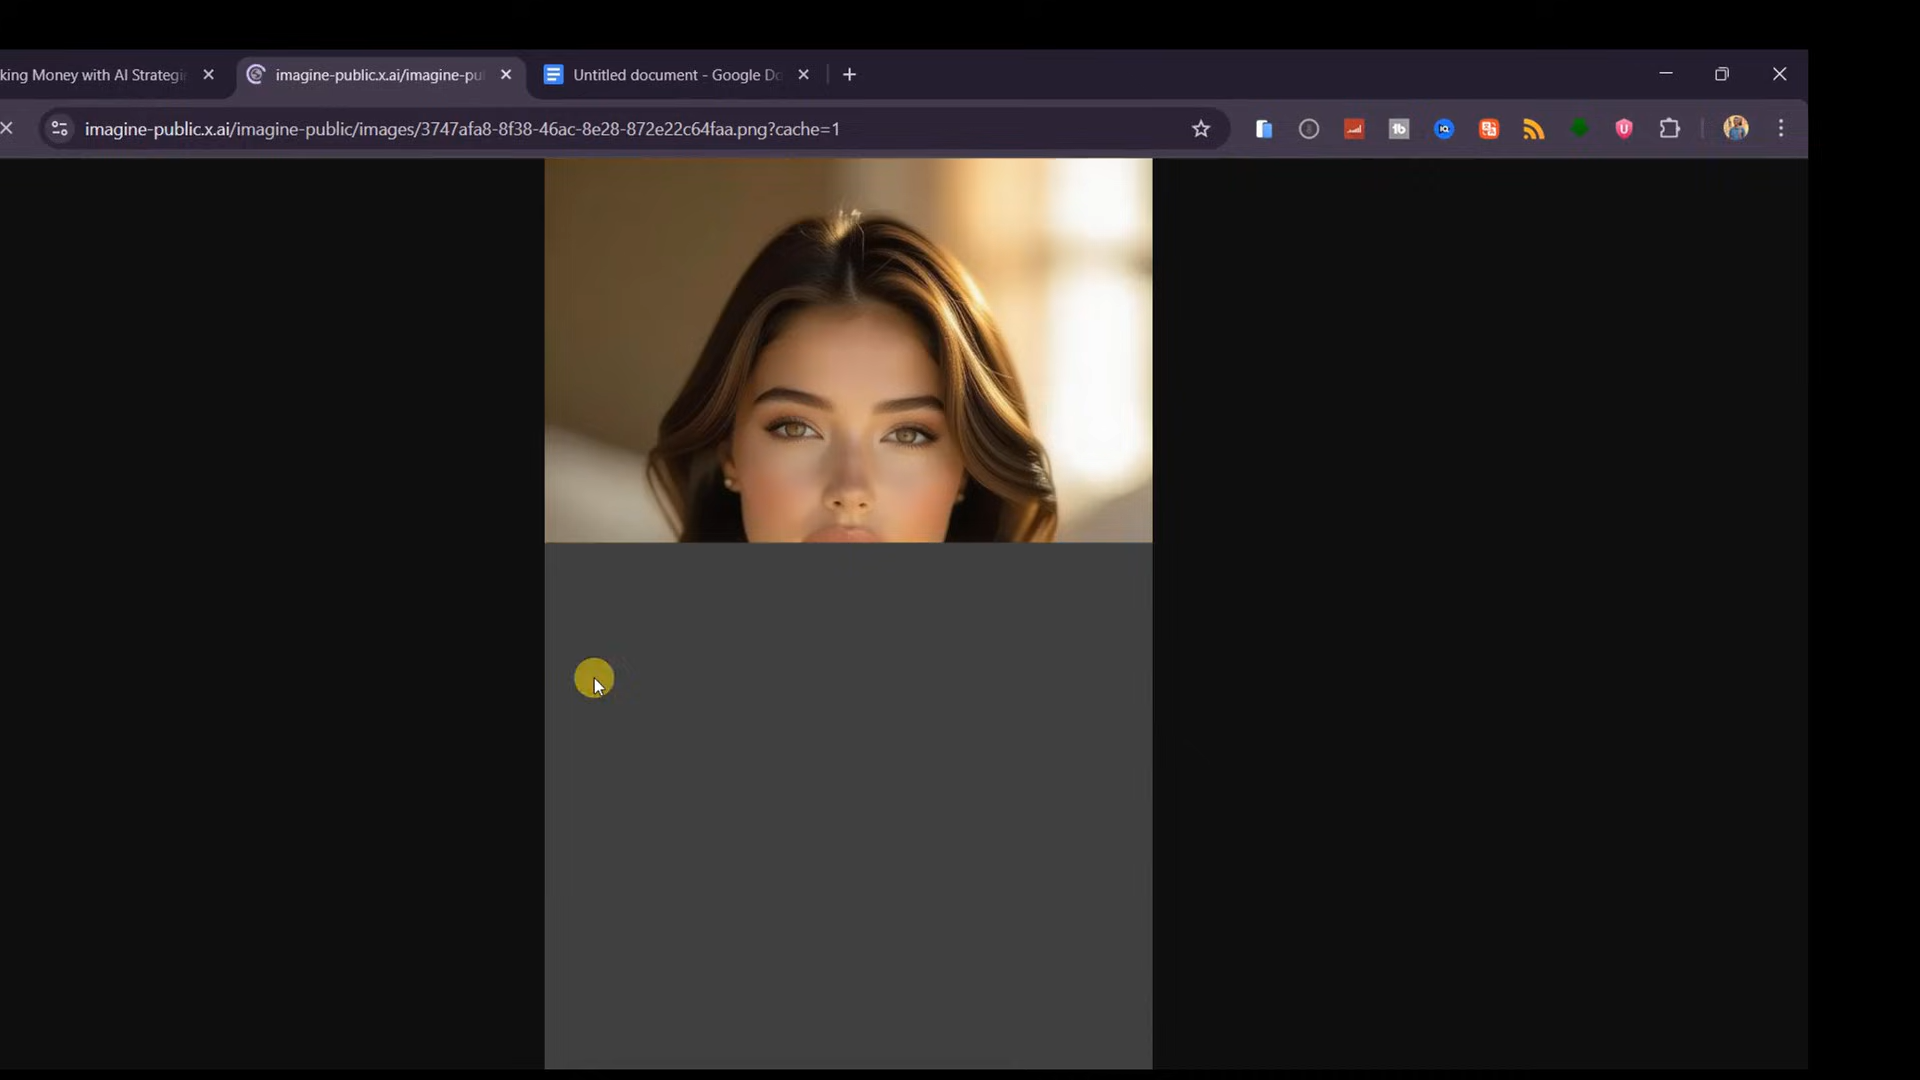 king Money with AI Strategi
imagine-public.x.ai/imagine-pu
Untitled document - Google Do
imagine-public.x.ai/imagine-public/images/3747afa8-8f38-46ac-8e28-872e22c64faa.png?cache=1